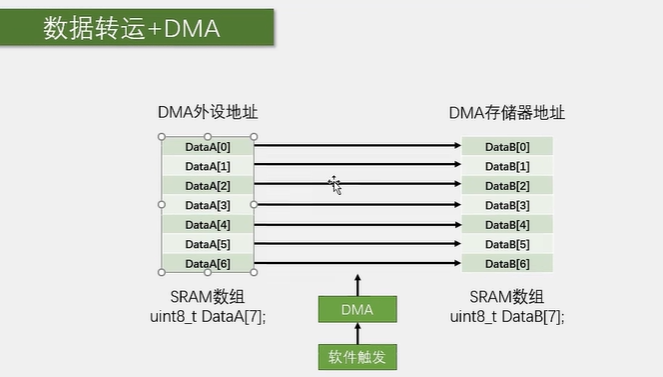 数据转运+DMA
DMA外设地址
DMA存储器地址
DataA[0]
DataA[1]
DataA[2]
DataA[3]
DataA[4]
DataA[5]
DataA[6]
DataB[0]
DataB[1]
DataB[2]
DataB[3]
DataB[4]
DataB[5]
DataB[6]
SRAM数组
uint8_t DataA[7];
DMA
软件触发
SRAM数组
uint8_t DataB[7];